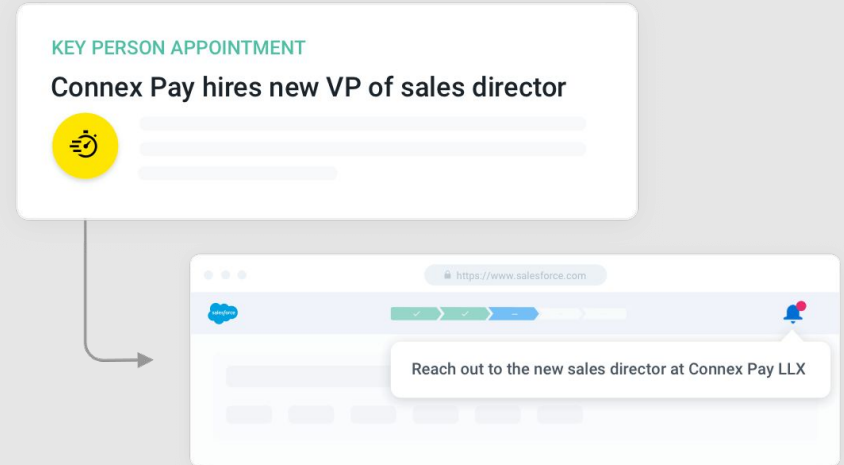 KEY PERSON APPOINTMENT
Connex Pay hires new VP of sales director
https://www.salesforce.com
salesforce
Reach out to the new sales director at Connex Pay LLX